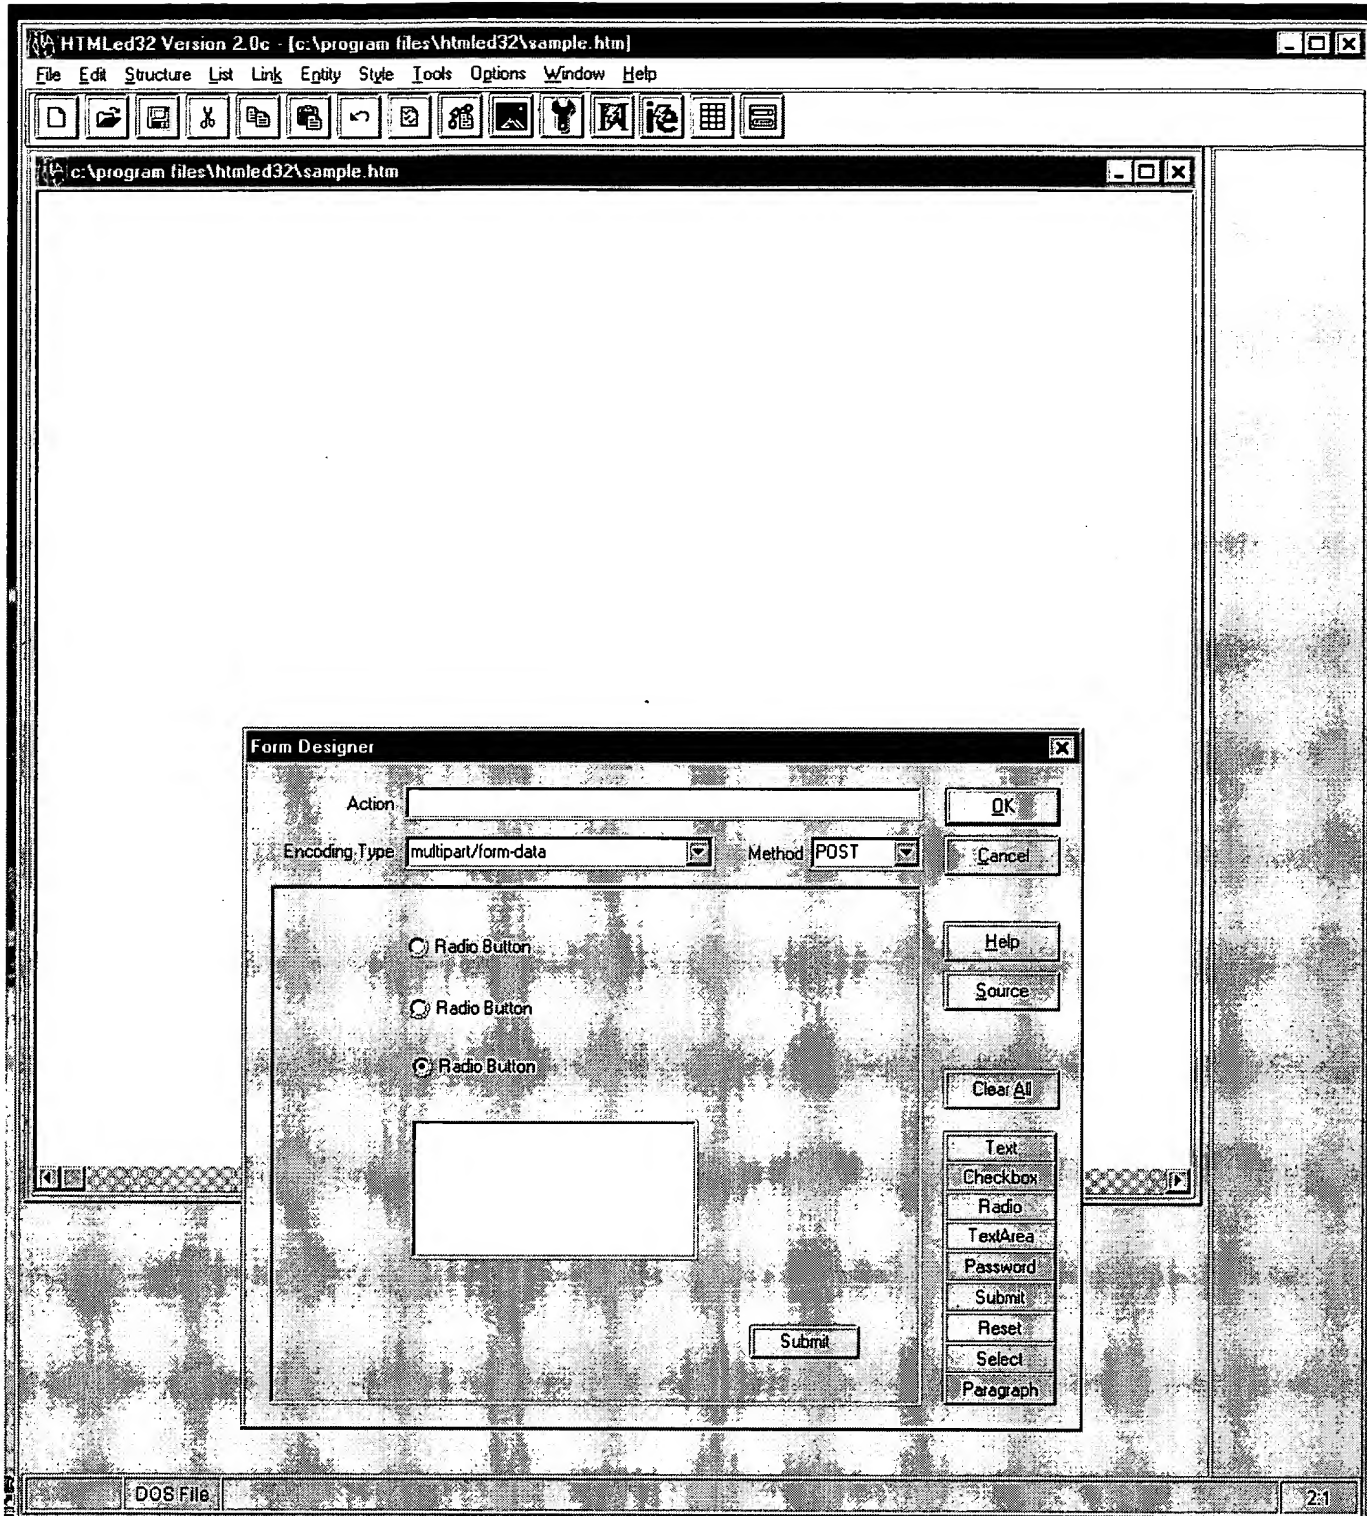 HTMLed32 Version 2.0c - [c:\program files\htmled32\sample.htm]
File Edit Structure List Link Entity Style Tools Options Window Help
c:\program files\htmled32\sample.htm
Form Designer
Action
OK
Encoding Type multipart/form-data Method POST
Cancel
Radio Button
Help
Source
Radio Button
Radio Button
Clear All
Text
Checkbox
Radio
TextArea
Password
Submit
Reset
Select
Paragraph
Submit
DOS File 2:1